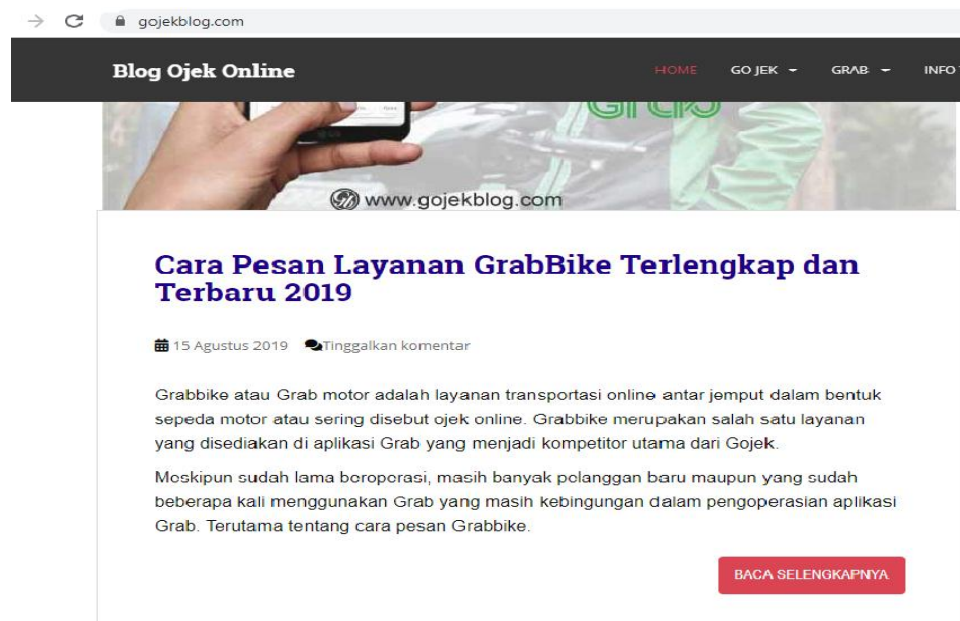 gojekblog.com
Blog Ojek Online
HOME GO JEK GRAB INFO
Grab
www.gojekblog.com
Cara Pesan Layanan GrabBike Terlengkap dan
Terbaru 2019
15 Agustus 2019 Tinggalkan komentar
Grabbike atau Grab motor adalah layanan transportasi online antar jemput dalam bentuk
sepeda motor atau sering disebut ojek online. Grabbike merupakan salah satu layanan
yang disediakan di aplikasi Grab yang menjadi kompetitor utama dari Gojek.
Meskipun sudah lama beroperasi, masih banyak pelanggan baru maupun yang sudah
beberapa kali menggunakan Grab yang masih kebingungan dalam pengoperasian aplikasi
Grab. Terutama tentang cara pesan Grabbike.
BACA SELENGKAPNYA